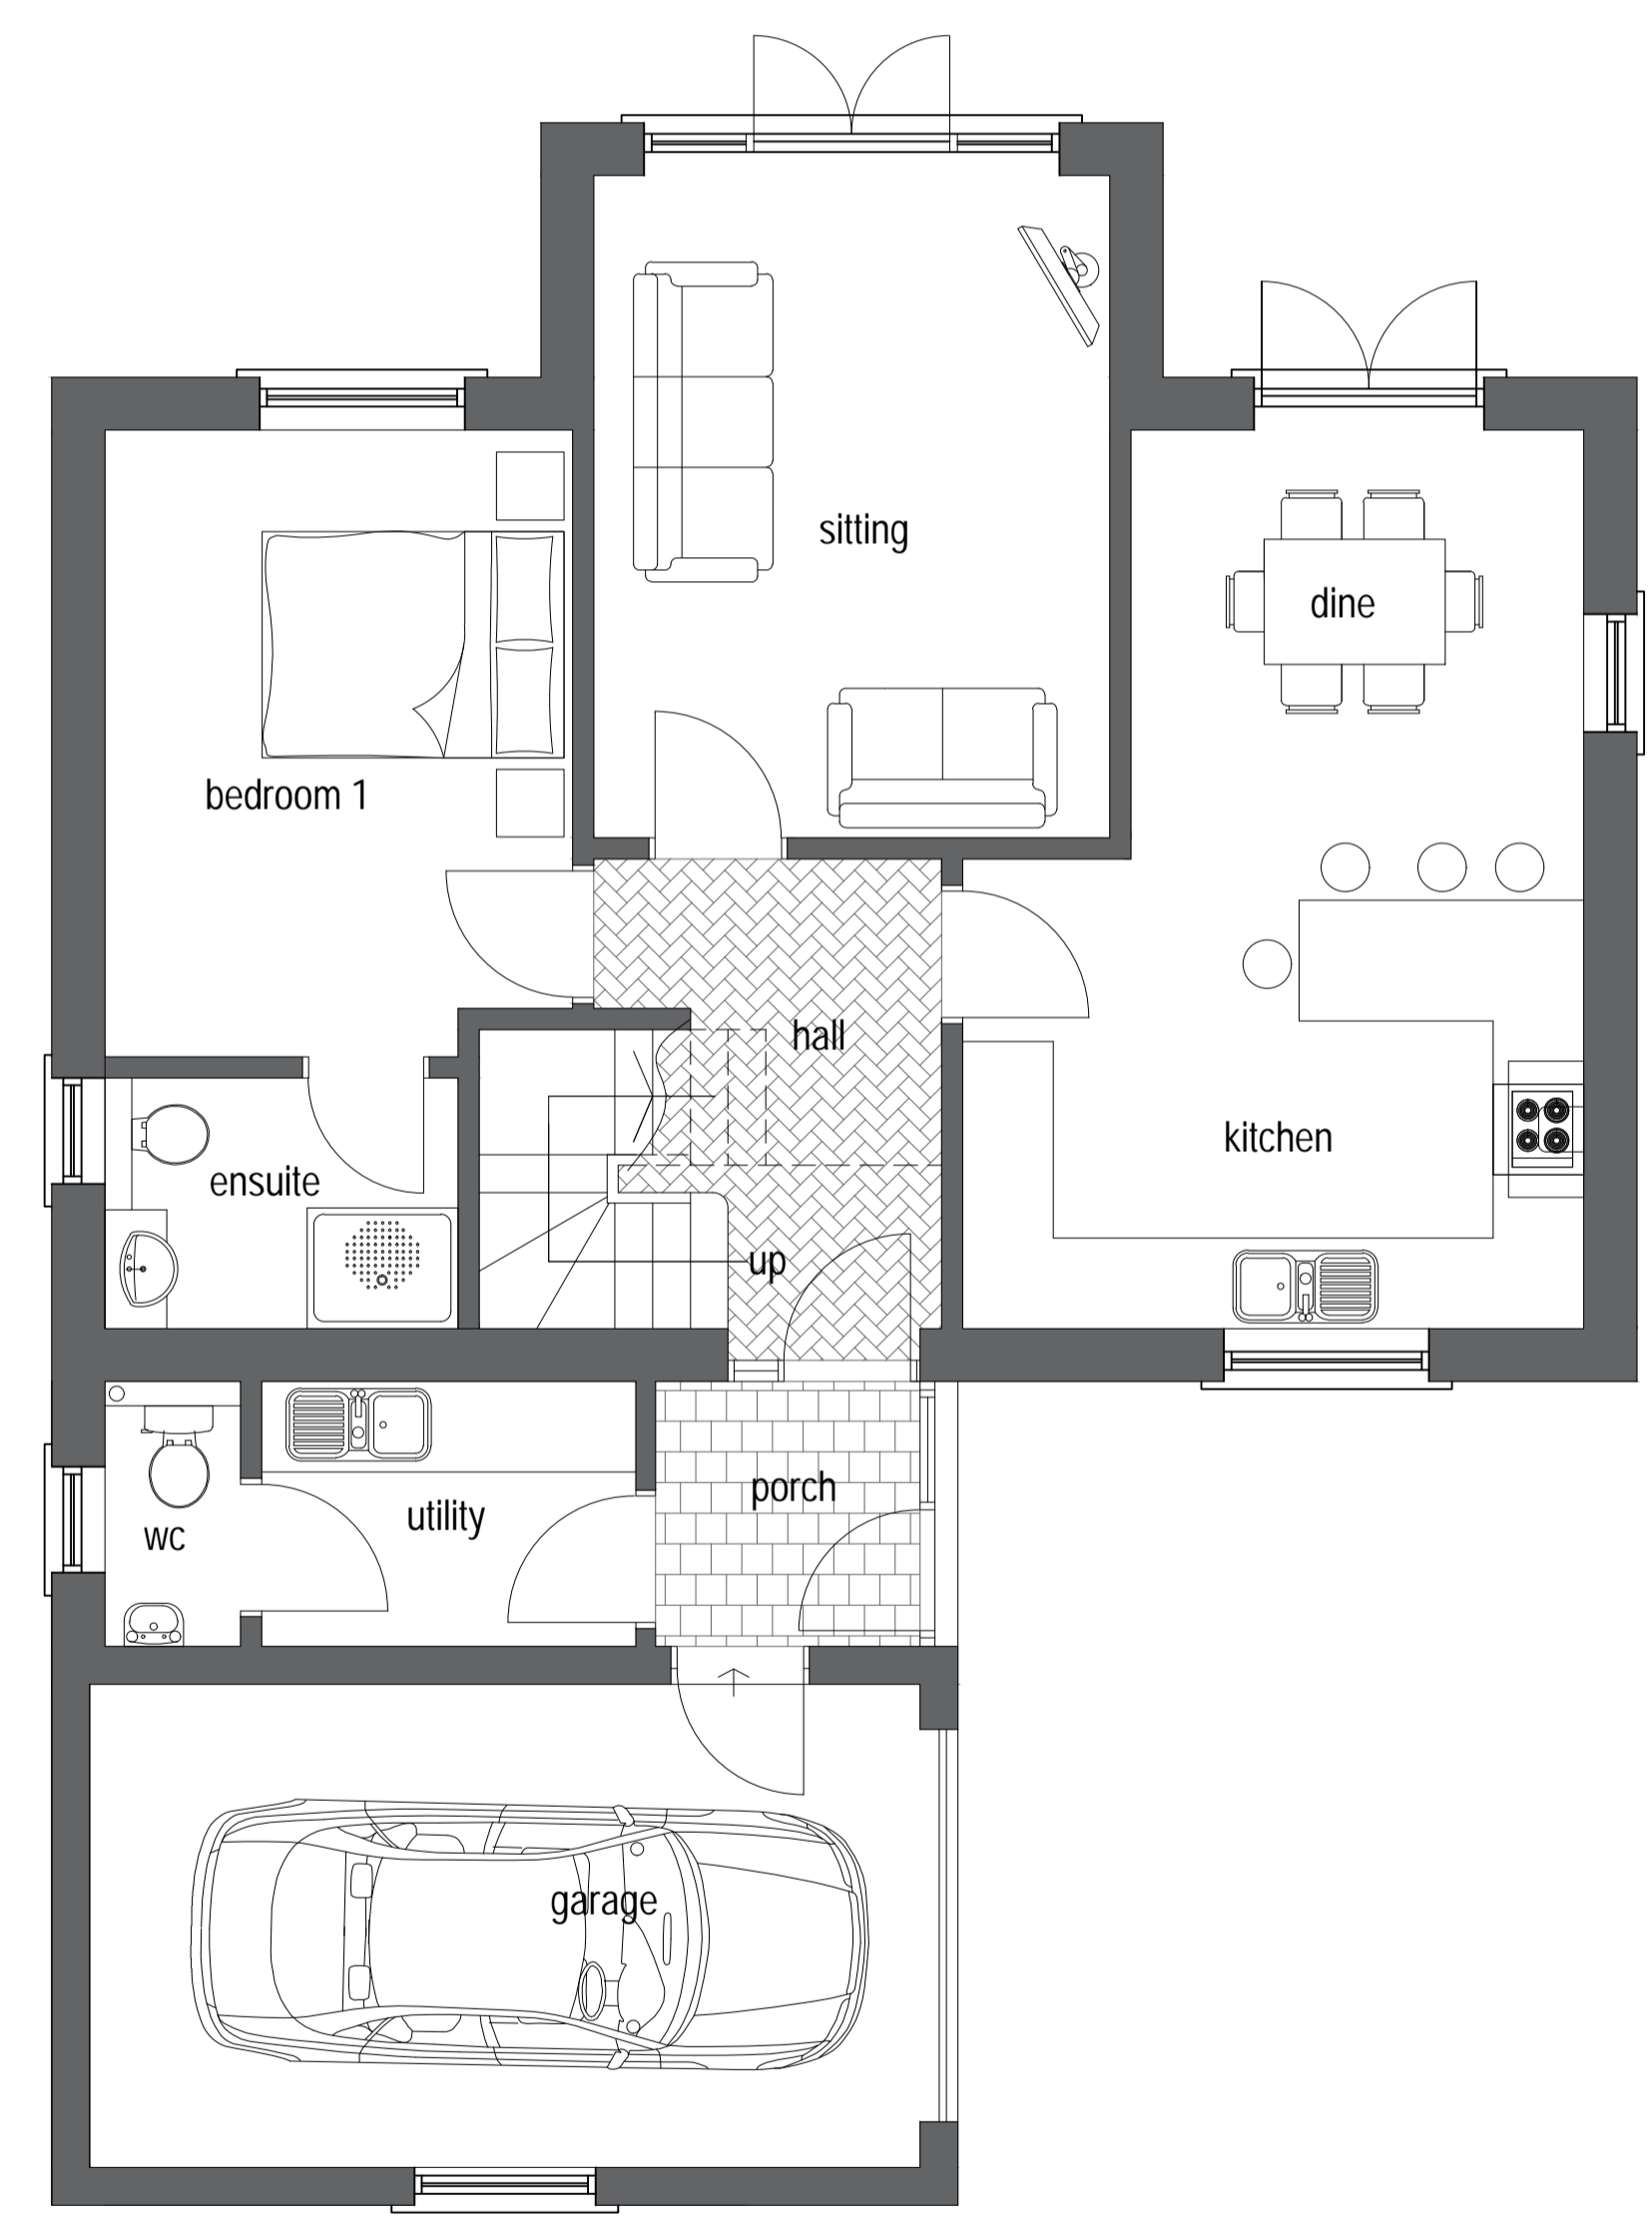 sitting
dine
bedroom 1
hall
kitchen
ensuite
up
porch
utility
wc
garage